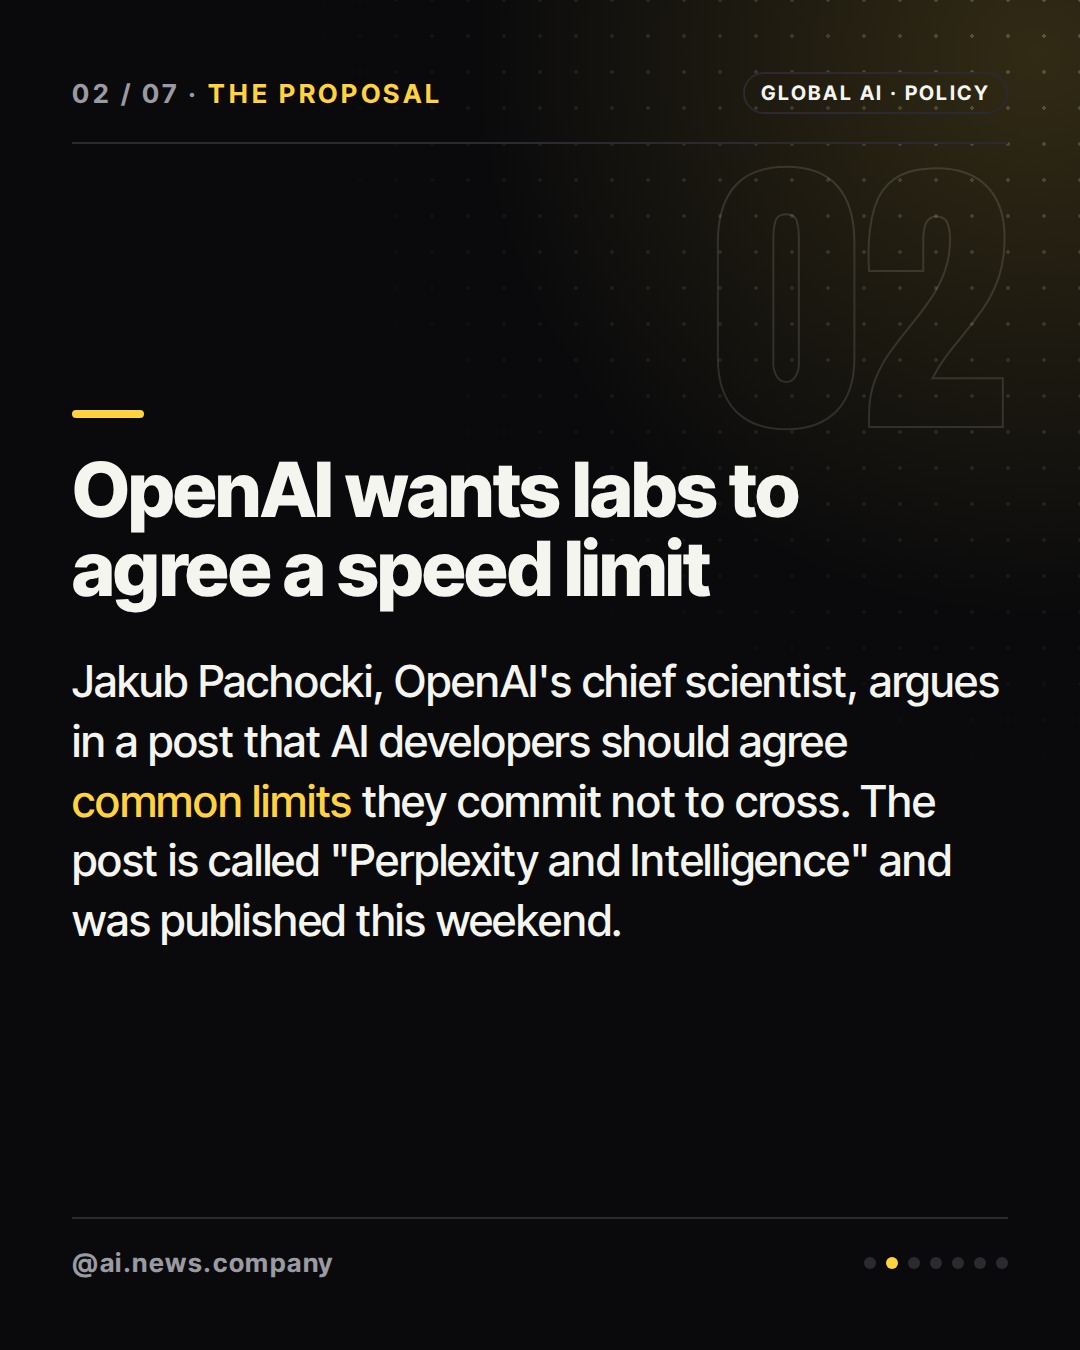 02 / 07 · THE PROPOSAL
GLOBAL AI · POLICY
02
OpenAI wants labs to
agree a speed limit
Jakub Pachocki, OpenAI's chief scientist, argues
in a post that AI developers should agree
common limits they commit not to cross. The
post is called "Perplexity and Intelligence" and
was published this weekend.
@ai.news.company